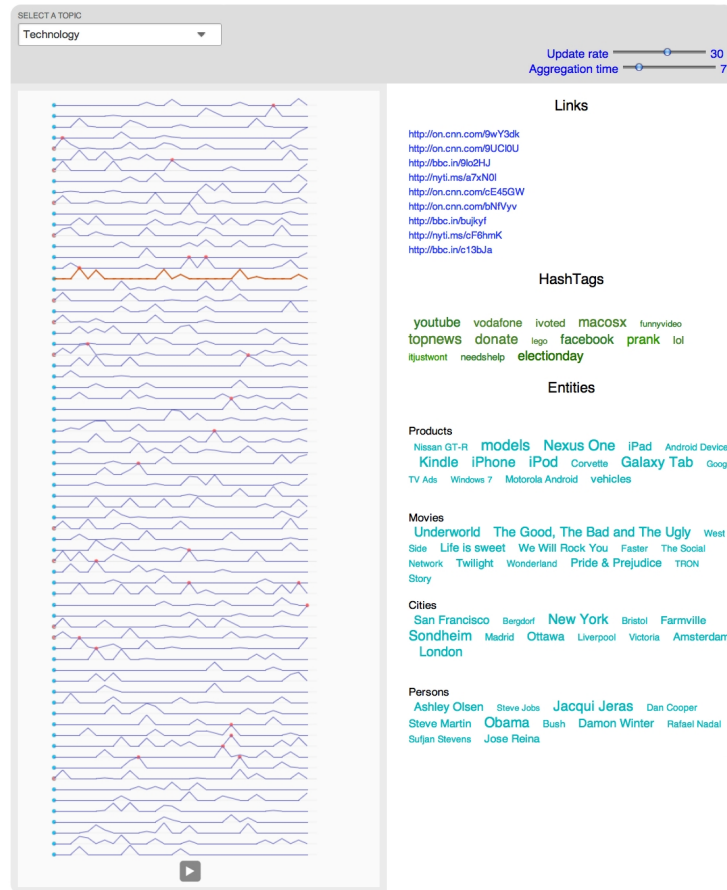 SELECT A TOPIC
Technology
Update rate 30
Aggregation time 7
Links
http://on.cnn.com/9wY3dk
http://on.cnn.com/9UCl0U
http://bbc.in/9lo2HJ
http://nyti.ms/a7xN0l
http://on.cnn.com/cE45GW
http://on.cnn.com/bNfVyv
http://bbc.in/bujkyf
http://nyti.ms/cF6hmK
http://bbc.in/c13bJa
HashTags
youtube vodafone ivoted macosx funnyvideo
topnews donate lego facebook prank lol
itjustwont needshelp electionday
Entities
Products
Nissan GT-R models Nexus One iPad Android Device
Kindle iPhone iPod Corvette Galaxy Tab Goog
TV Ads Windows 7 Motorola Android vehicles
Movies
Underworld The Good, The Bad and The Ugly West
Side Life is sweet We Will Rock You Faster The Social
Network Twilight Wonderland Pride & Prejudice TRON
Story
Cities
San Francisco Bergdorf New York Bristol Farmville
Sondheim Madrid Ottawa Liverpool Victoria Amsterdam
London
Persons
Ashley Olsen Steve Jobs Jacqui Jeras Dan Cooper
Steve Martin Obama Bush Damon Winter Rafael Nadal
Sufjan Stevens Jose Reina